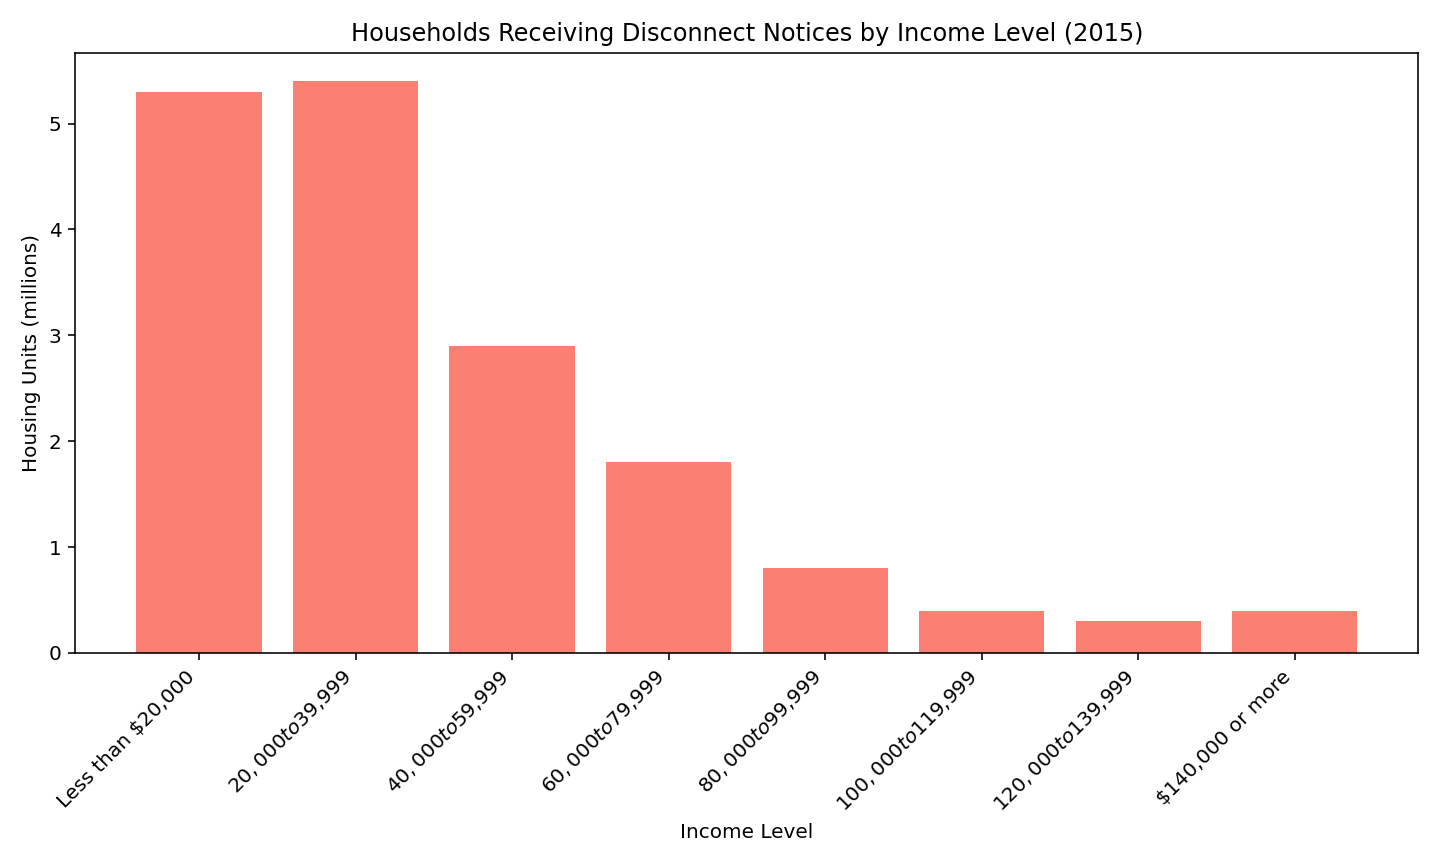 Households Receiving Disconnect Notices by Income Level (2015)
Housing Units (millions)
5
4
3
2
1
0
Less than $20,000
20,000to39,999
40,000to59,999
60,000to79,999
80,000to99,999
100,000to119,999
120,000to139,999
$140,000 or more
Income Level